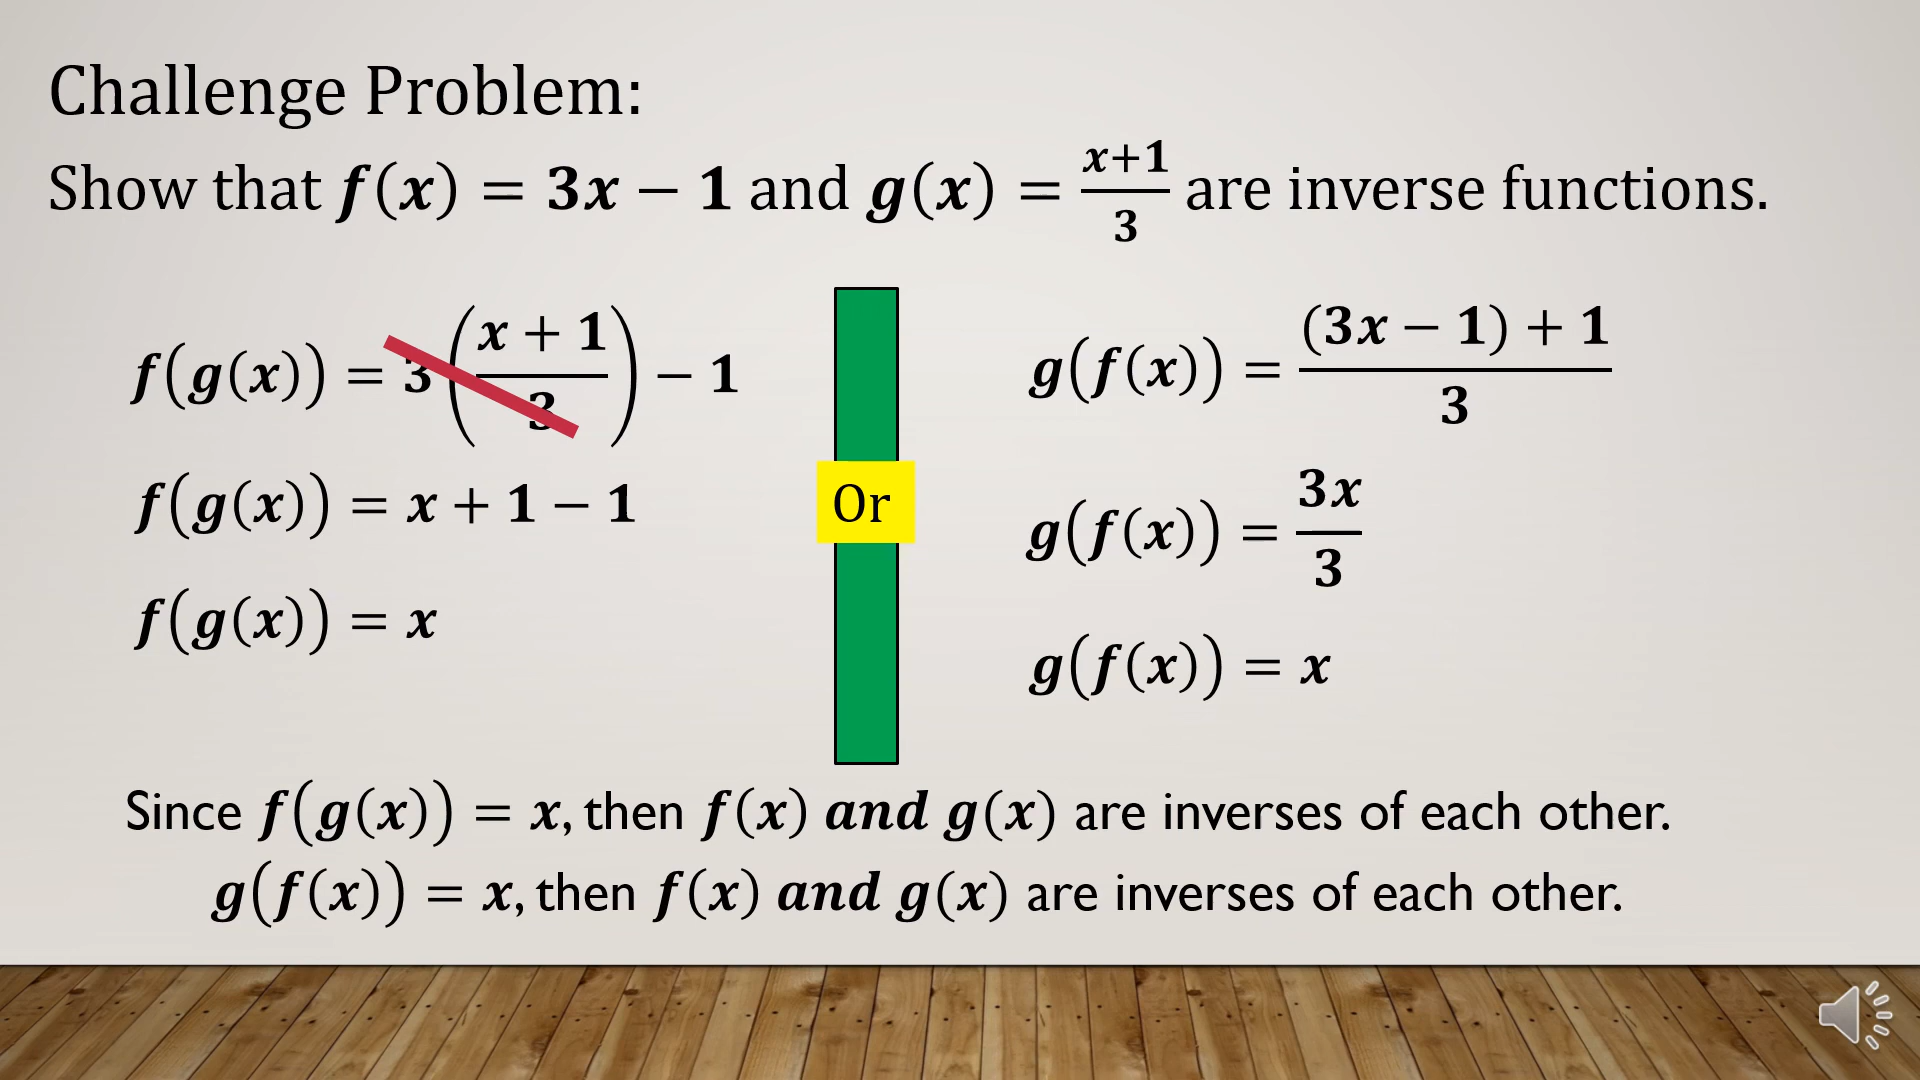 Challenge Problem:
Show that f(x) = 3x − 1 and g(x) = (x+1)/3 are inverse functions.
f(g(x)) = 3((x + 1)/3) − 1
f(g(x)) = x + 1 − 1
f(g(x)) = x
Or
g(f(x)) = ((3x − 1) + 1)/3
g(f(x)) = 3x/3
g(f(x)) = x
Since f(g(x)) = x, then f(x) and g(x) are inverses of each other.
g(f(x)) = x, then f(x) and g(x) are inverses of each other.